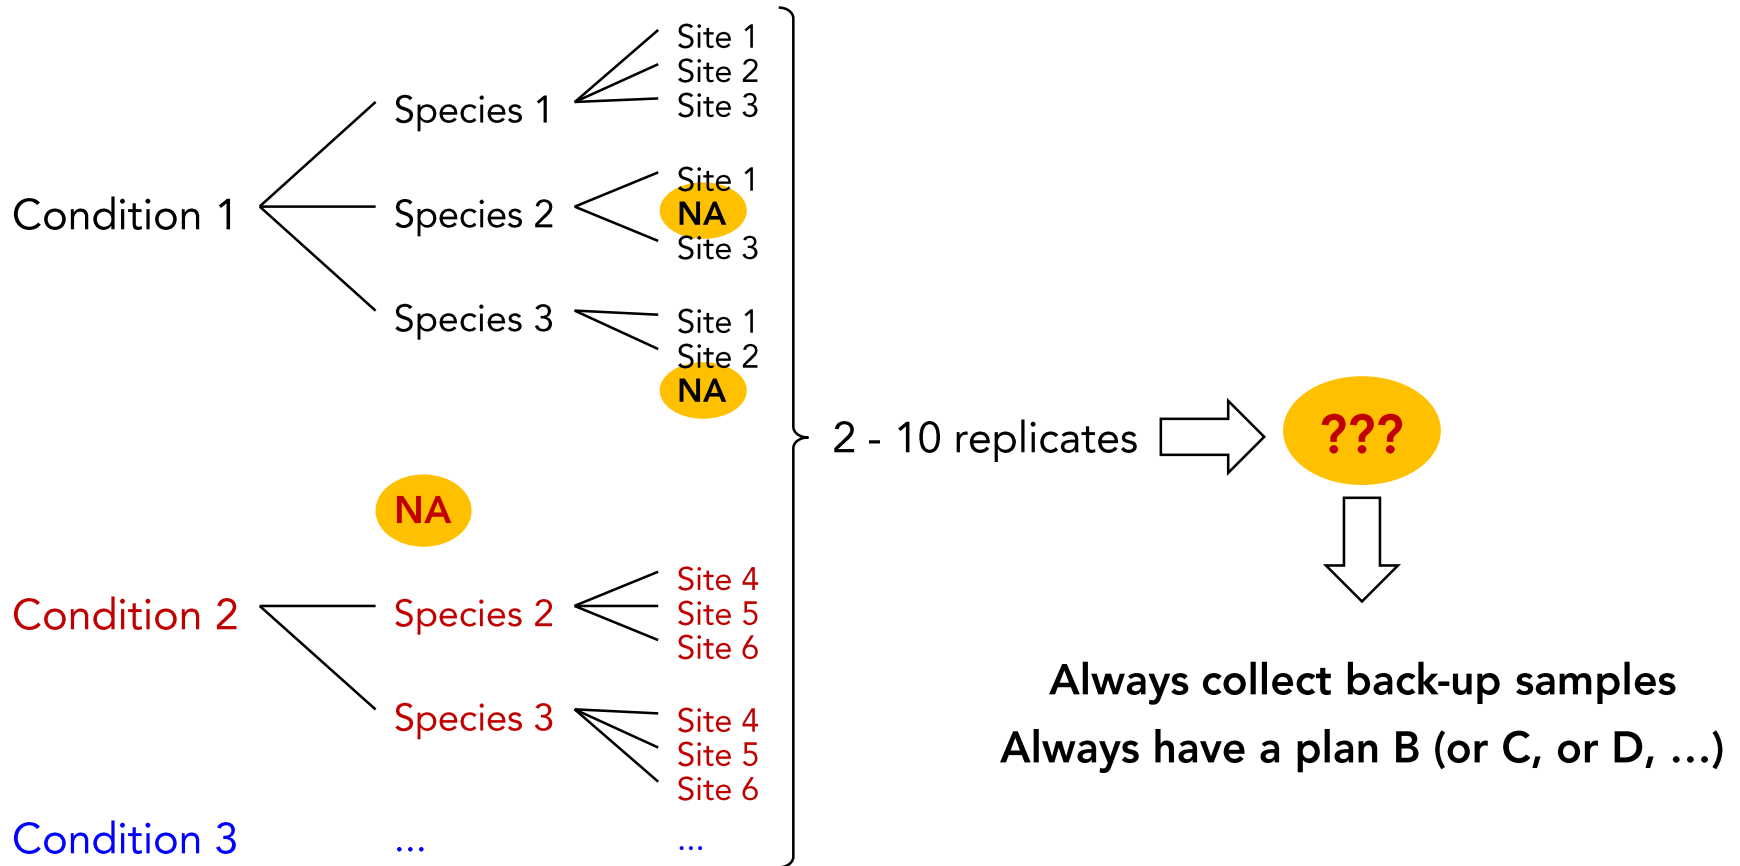 Condition 1
Species 1
Site 1
Site 2
Site 3
Species 2
Site 1
NA
Site 3
Species 3
Site 1
Site 2
NA
NA
Condition 2
Species 2
Site 4
Site 5
Site 6
Species 3
Site 4
Site 5
Site 6
Condition 3
...
...
2 - 10 replicates
???
Always collect back-up samples
Always have a plan B (or C, or D, ...)